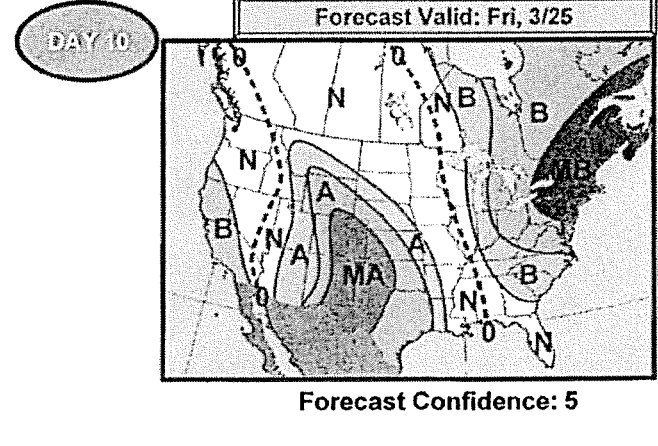 Forecast Valid: Fri, 3/25
DAY 10
0 0
N N B B
N MB
A
B N A A
MA B
0 N 0 N
Forecast Confidence: 5